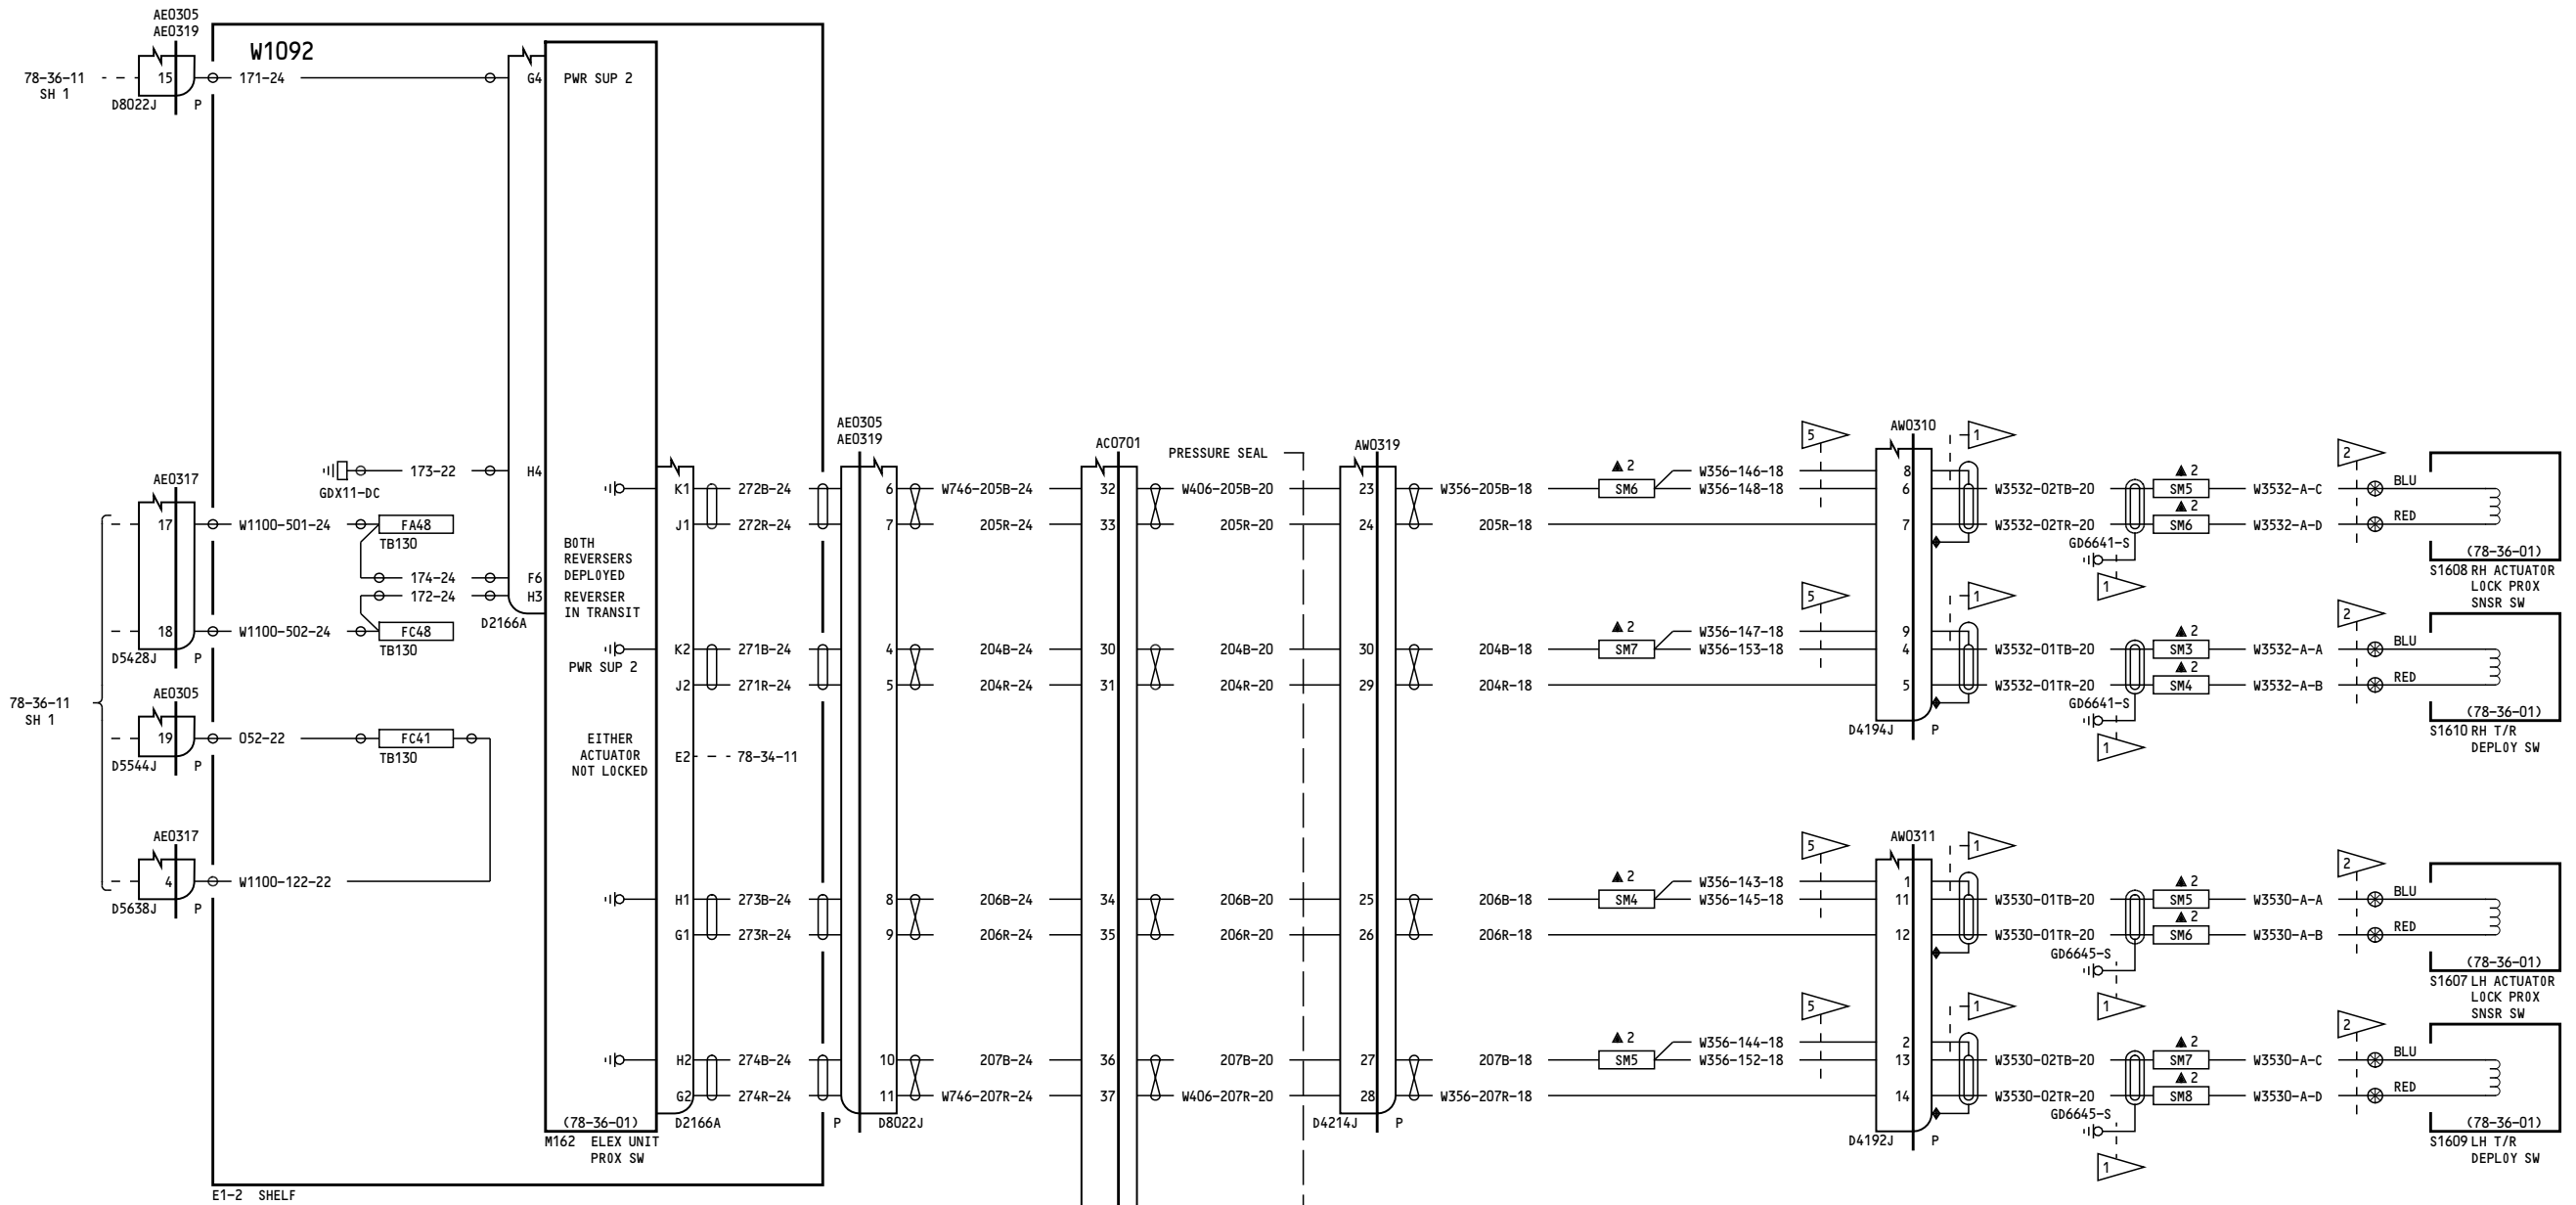 AE0305
AE0319
W1092
78-36-11
SH 1
15
171-24
G4
PWR SUP 2
D8022J
P
AE0317
GDX11-DC
173-22
H4
17
W1100-501-24
FA48
TB130
174-24
F6
172-24
H3
D2166A
18
W1100-502-24
FC48
TB130
D5428J
P
BOTH
REVERSERS
DEPLOYED
REVERSER
IN TRANSIT
PWR SUP 2
78-36-11
SH 1
AE0305
19
052-22
FC41
TB130
D5544J
P
EITHER
ACTUATOR
NOT LOCKED
E2
78-34-11
AE0317
4
W1100-122-22
D5638J
P
(78-36-01)
M162 ELEX UNIT
PROX SW
D2166A
E1-2 SHELF
AE0305
AE0319
AC0701
PRESSURE SEAL
AW0319
5
AW0310
1
2
K1 272B-24 6 W746-205B-24 32 W406-205B-20 23 W356-205B-18
▲ 2
SM6
W356-146-18 8
W356-148-18 6
W3532-02TB-20
▲ 2
SM5
W3532-A-C
BLU
J1 272R-24 7 205R-24 33 205R-20 24 205R-18 7 W3532-02TR-20
▲ 2
SM6
W3532-A-D
RED
GD6641-S
1
(78-36-01)
S1608 RH ACTUATOR
LOCK PROX
SNSR SW
5
1
2
K2 271B-24 4 204B-24 30 204B-20 30 204B-18
▲ 2
SM7
W356-147-18 9
W356-153-18 4
W3532-01TB-20
▲ 2
SM3
W3532-A-A
BLU
J2 271R-24 5 204R-24 31 204R-20 29 204R-18 5 W3532-01TR-20
▲ 2
SM4
W3532-A-B
RED
GD6641-S
1
D4194J
P
(78-36-01)
S1610 RH T/R
DEPLOY SW
5
AW0311
1
2
H1 273B-24 8 206B-24 34 206B-20 25 206B-18
▲ 2
SM4
W356-143-18 1
W356-145-18 11
W3530-01TB-20
▲ 2
SM5
W3530-A-A
BLU
G1 273R-24 9 206R-24 35 206R-20 26 206R-18 12 W3530-01TR-20
▲ 2
SM6
W3530-A-B
RED
GD6645-S
1
(78-36-01)
S1607 LH ACTUATOR
LOCK PROX
SNSR SW
5
1
2
H2 274B-24 10 207B-24 36 207B-20 27 207B-18
▲ 2
SM5
W356-144-18 2
W356-152-18 13
W3530-02TB-20
▲ 2
SM7
W3530-A-C
BLU
G2 274R-24 11 W746-207R-24 37 W406-207R-20 28 W356-207R-18 14 W3530-02TR-20
▲ 2
SM8
W3530-A-D
RED
GD6645-S
1
P
D8022J
D4214J
P
D4192J
P
(78-36-01)
S1609 LH T/R
DEPLOY SW